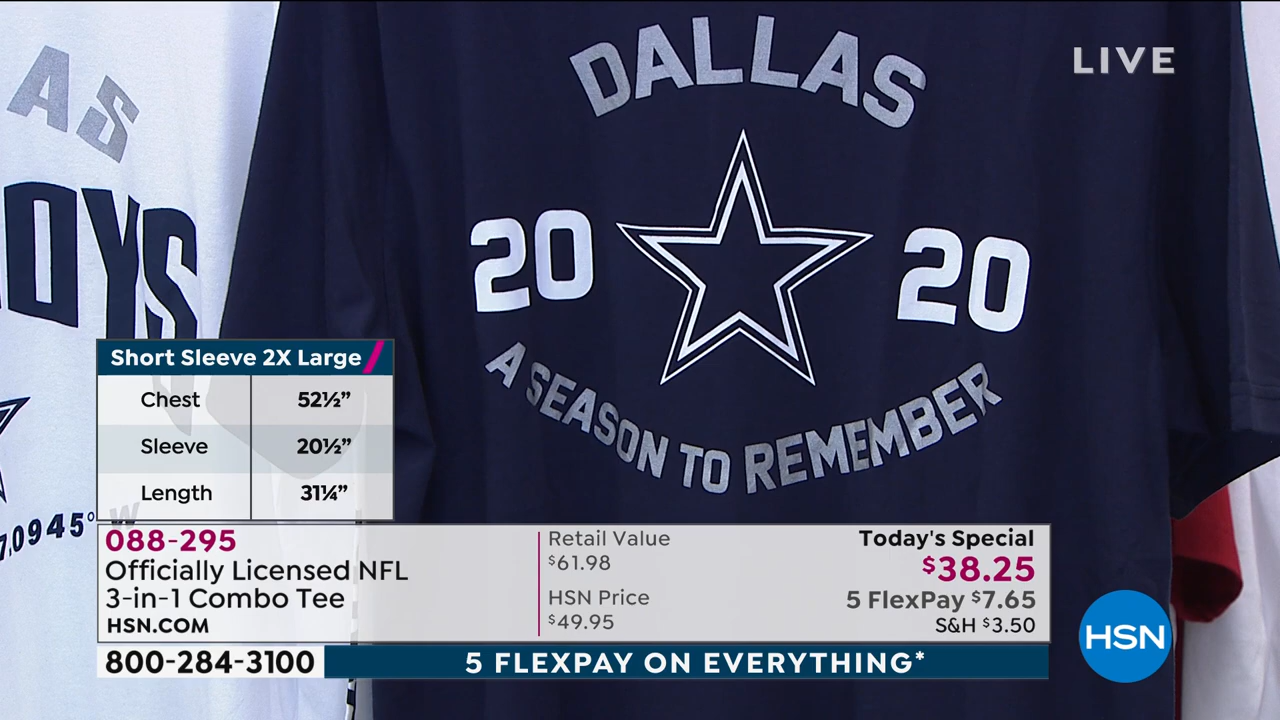 LIVE
DALLAS
20 20
A SEASON TO REMEMBER
AS
OYS
.0945°
W
Short Sleeve 2X Large
Chest 52½”
Sleeve 20½”
Length 31¼”
088-295
Officially Licensed NFL
3-in-1 Combo Tee
HSN.COM
Retail Value
$61.98
HSN Price
$49.95
Today's Special
$38.25
5 FlexPay $7.65
S&H $3.50
HSN
800-284-3100
5 FLEXPAY ON EVERYTHING*